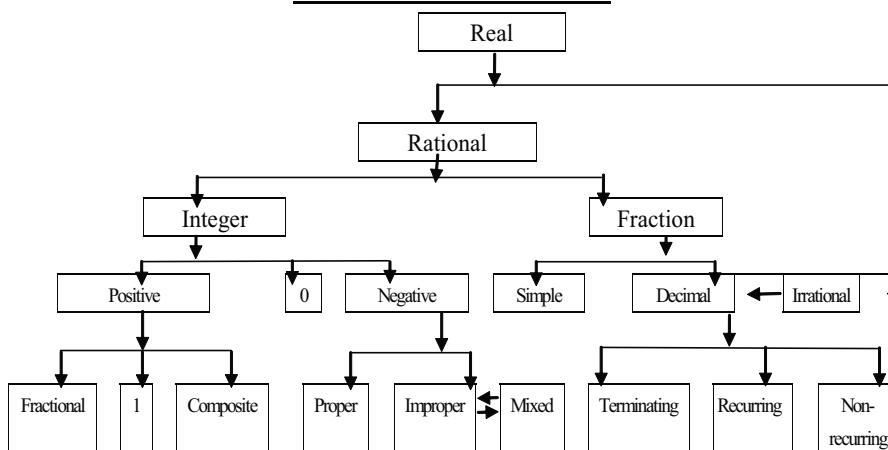 Real
Rational
Integer
Fraction
Positive
0
Negative
Simple
Decimal
Irrational
Fractional
1
Composite
Proper
Improper
Mixed
Terminating
Recurring
Non-
recurring